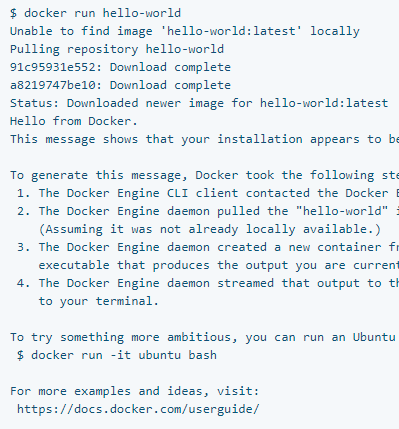 $ docker run hello-world
Unable to find image 'hello-world:latest' locally
Pulling repository hello-world
91c95931e552: Download complete
a8219747be10: Download complete
Status: Downloaded newer image for hello-world:latest
Hello from Docker.
This message shows that your installation appears to be
To generate this message, Docker took the following ste
1. The Docker Engine CLI client contacted the Docker E
2. The Docker Engine daemon pulled the "hello-world" i
(Assuming it was not already locally available.)
3. The Docker Engine daemon created a new container fr
executable that produces the output you are current
4. The Docker Engine daemon streamed that output to th
to your terminal.
To try something more ambitious, you can run an Ubuntu
$ docker run -it ubuntu bash
For more examples and ideas, visit:
https://docs.docker.com/userguide/